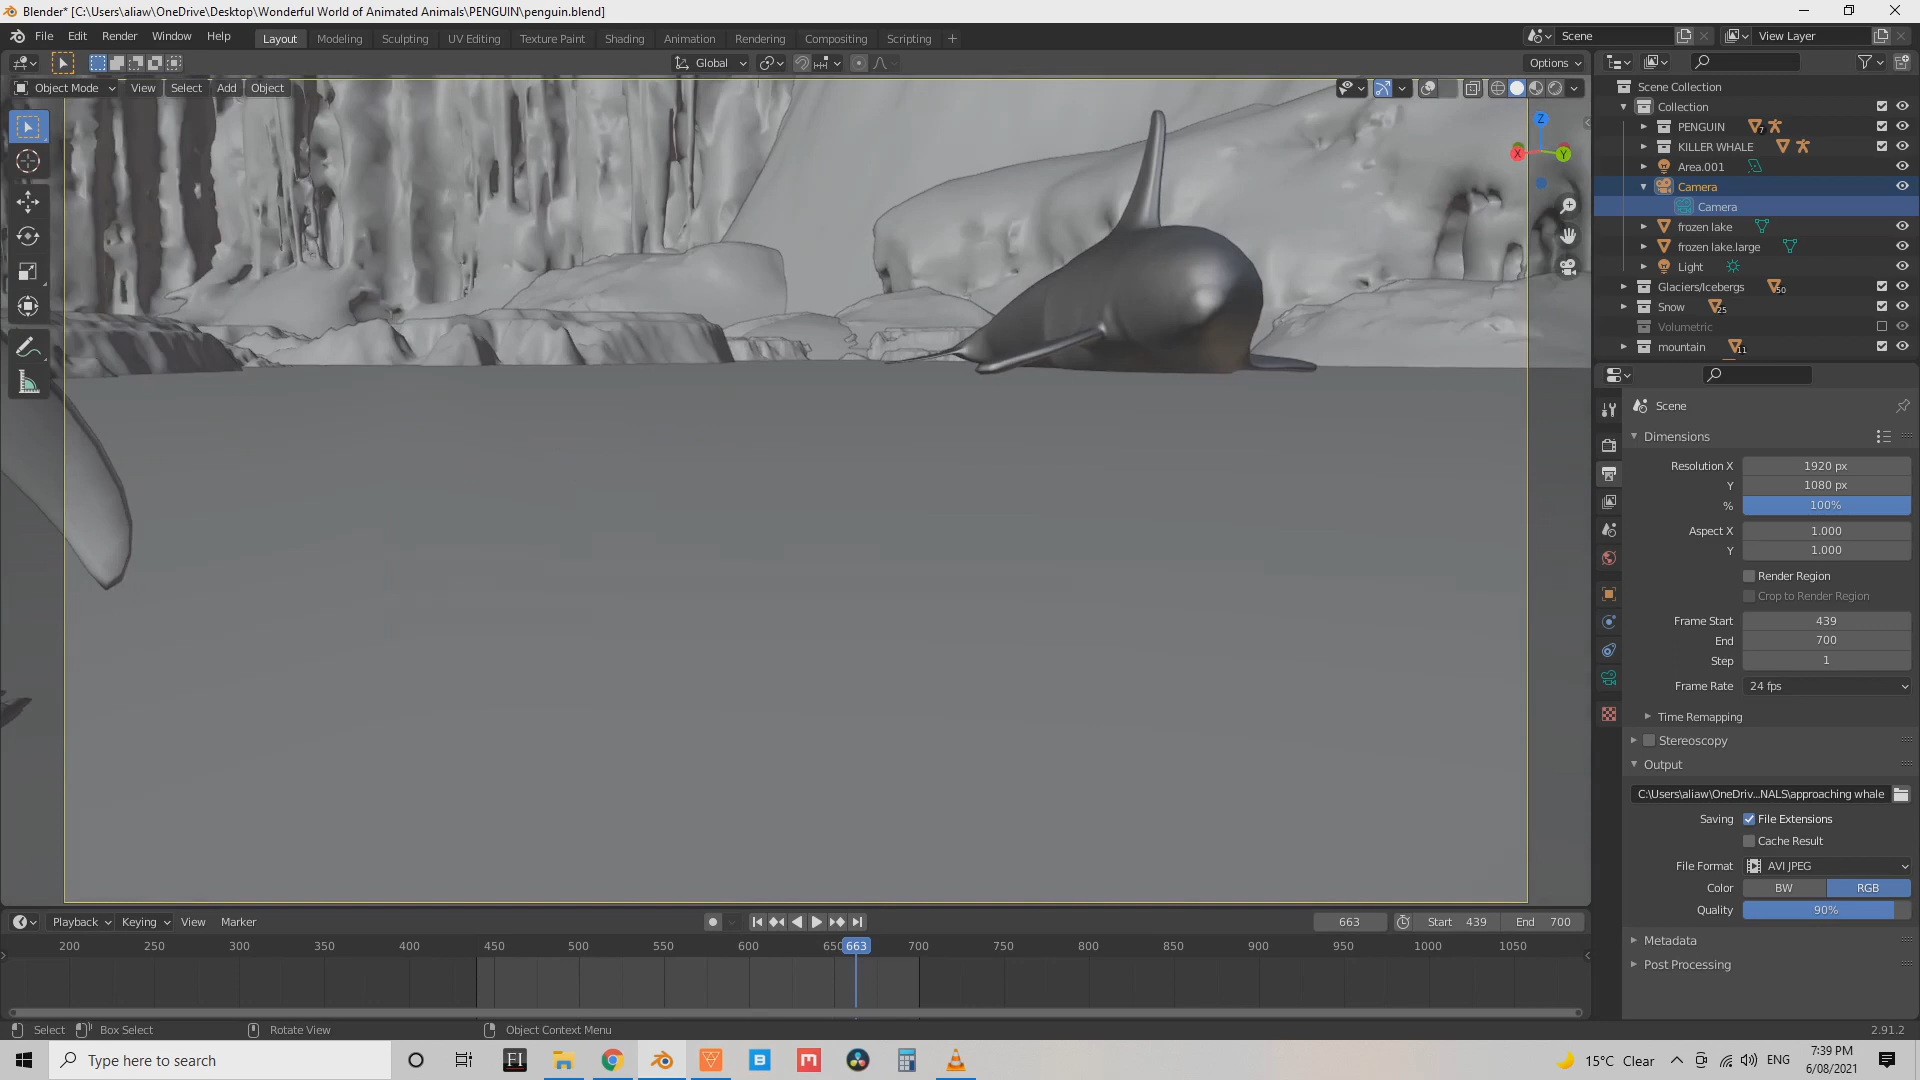 Blender* [C:\Users\aliaw\OneDrive\Desktop\Wonderful World of Animated Animals\PENGUIN\penguin.blend]
File Edit Render Window Help Layout Modeling Sculpting UV Editing Texture Paint Shading Animation Rendering Compositing Scripting + Scene View Layer
Global Options
Object Mode View Select Add Object
Z
X Y
Scene Collection
Collection
PENGUIN 7
KILLER WHALE
Area.001
Camera
Camera
frozen lake
frozen lake.large
Light
Glaciers/Icebergs 50
Snow 25
Volumetric
mountain 11
Scene
Dimensions
Resolution X 1920 px
Y 1080 px
% 100%
Aspect X 1.000
Y 1.000
Render Region
Crop to Render Region
Frame Start 439
End 700
Step 1
Frame Rate 24 fps
Time Remapping
Stereoscopy
Output
C:\Users\aliaw\OneDriv...NALS\approaching whale
Saving File Extensions
Cache Result
File Format AVI JPEG
Color BW RGB
Quality 90%
Metadata
Post Processing
Playback Keying View Marker 663 Start 439 End 700
200 250 300 350 400 450 500 550 600 650 663 700 750 800 850 900 950 1000 1050
Select Box Select Rotate View Object Context Menu 2.91.2
Type here to search 15°C Clear ENG 7:39 PM
6/08/2021